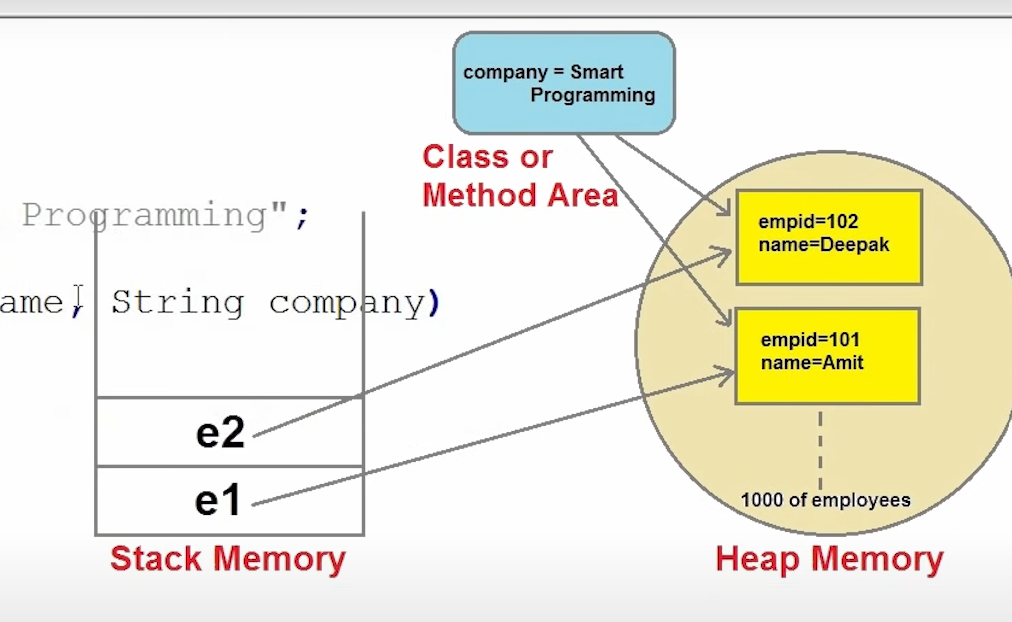 company = Smart
Programming
Class or
Method Area
Programming";
empid=102
name=Deepak
ame, String company)
empid=101
name=Amit
e2
e1
1000 of employees
Stack Memory
Heap Memory